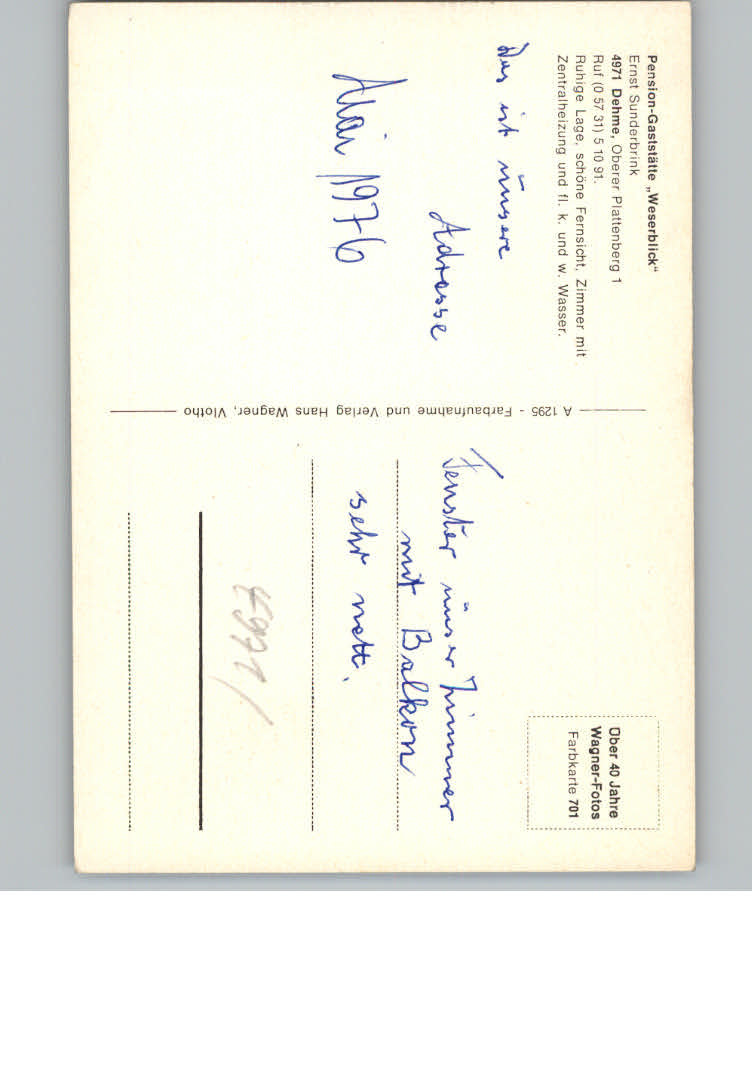 Pension-Gaststätte „Weserblick“
Ernst Sunderbrink
4971 Dehme, Oberer Plattenberg 1
Ruf (0 57 31) 5 10 91.
Ruhige Lage, schöne Fernsicht, Zimmer mit
Zentralheizung und fl. k. und w. Wasser.
Das ist unsere
Adresse
Mai 1976
A 1295 - Farbaufnahme und Verlag Hans Wagner, Vlotho
Über 40 Jahre
Wagner-Fotos
Farbkarte 701
Fenster unser Zimmer
mit Balkon
sehr nett.
4971/